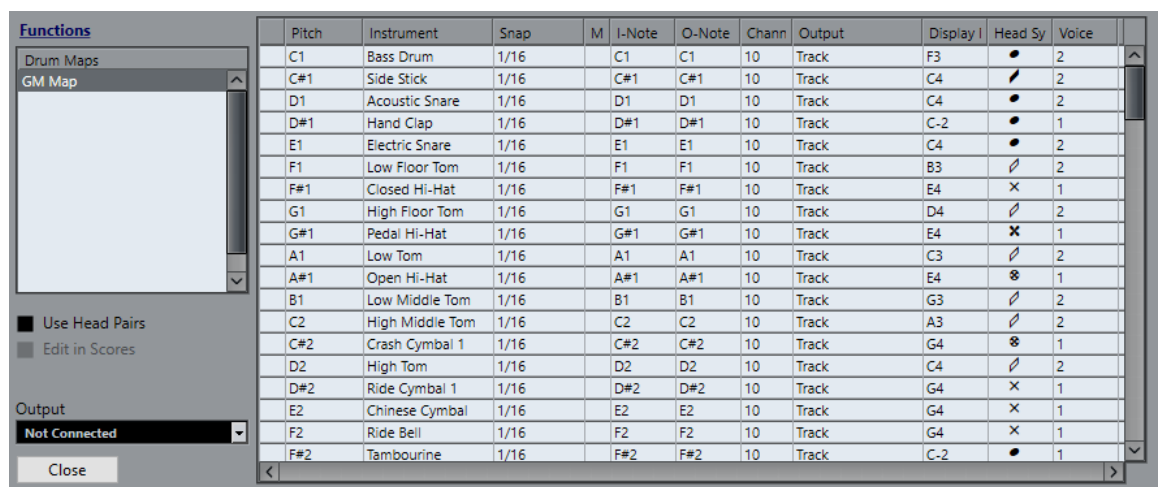 Functions
Drum Maps
GM Map
Use Head Pairs
Edit in Scores
Output
Not Connected
Close
Pitch Instrument Snap M I-Note O-Note Chann Output Display I Head Sy Voice
C1 Bass Drum 1/16 C1 C1 10 Track F3 2
C#1 Side Stick 1/16 C#1 C#1 10 Track C4 2
D1 Acoustic Snare 1/16 D1 D1 10 Track C4 2
D#1 Hand Clap 1/16 D#1 D#1 10 Track C-2 1
E1 Electric Snare 1/16 E1 E1 10 Track C4 2
F1 Low Floor Tom 1/16 F1 F1 10 Track B3 2
F#1 Closed Hi-Hat 1/16 F#1 F#1 10 Track E4 1
G1 High Floor Tom 1/16 G1 G1 10 Track D4 2
G#1 Pedal Hi-Hat 1/16 G#1 G#1 10 Track E4 1
A1 Low Tom 1/16 A1 A1 10 Track C3 2
A#1 Open Hi-Hat 1/16 A#1 A#1 10 Track E4 1
B1 Low Middle Tom 1/16 B1 B1 10 Track G3 2
C2 High Middle Tom 1/16 C2 C2 10 Track A3 2
C#2 Crash Cymbal 1 1/16 C#2 C#2 10 Track G4 1
D2 High Tom 1/16 D2 D2 10 Track C4 2
D#2 Ride Cymbal 1 1/16 D#2 D#2 10 Track G4 1
E2 Chinese Cymbal 1/16 E2 E2 10 Track G4 1
F2 Ride Bell 1/16 F2 F2 10 Track G4 1
F#2 Tambourine 1/16 F#2 F#2 10 Track C-2 1